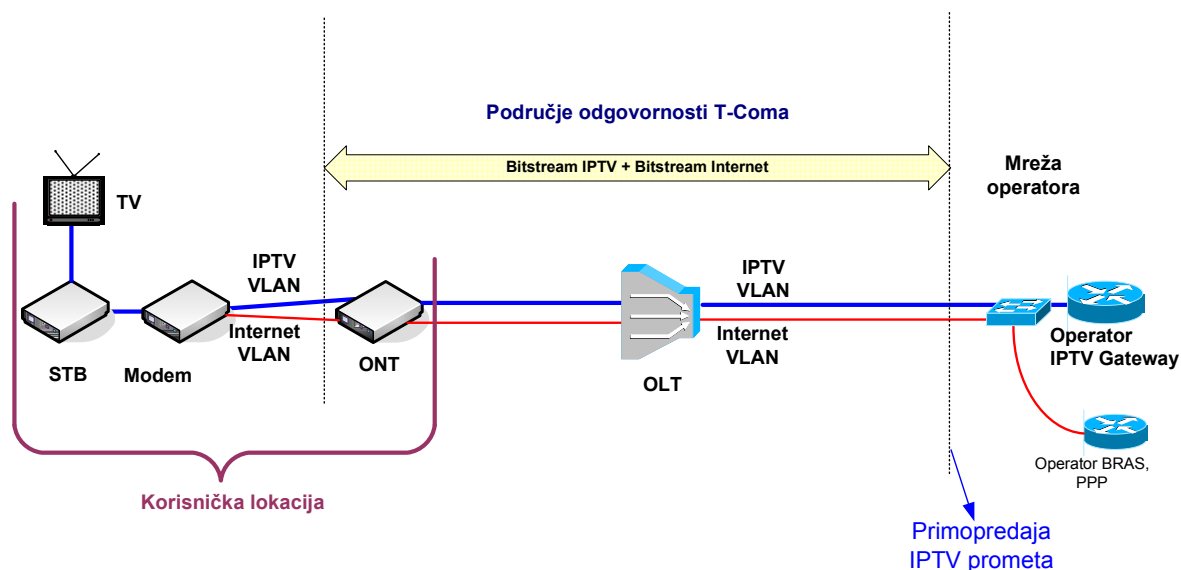 Područje odgovornosti T-Coma
Bitstream IPTV + Bitstream Internet
Mreža
operatora
TV
IPTV
VLAN
Internet
VLAN
STB
Modem
ONT
OLT
IPTV
VLAN
Internet
VLAN
Operator
IPTV Gateway
Operator BRAS,
PPP
Korisnička lokacija
Primopredaja
IPTV prometa